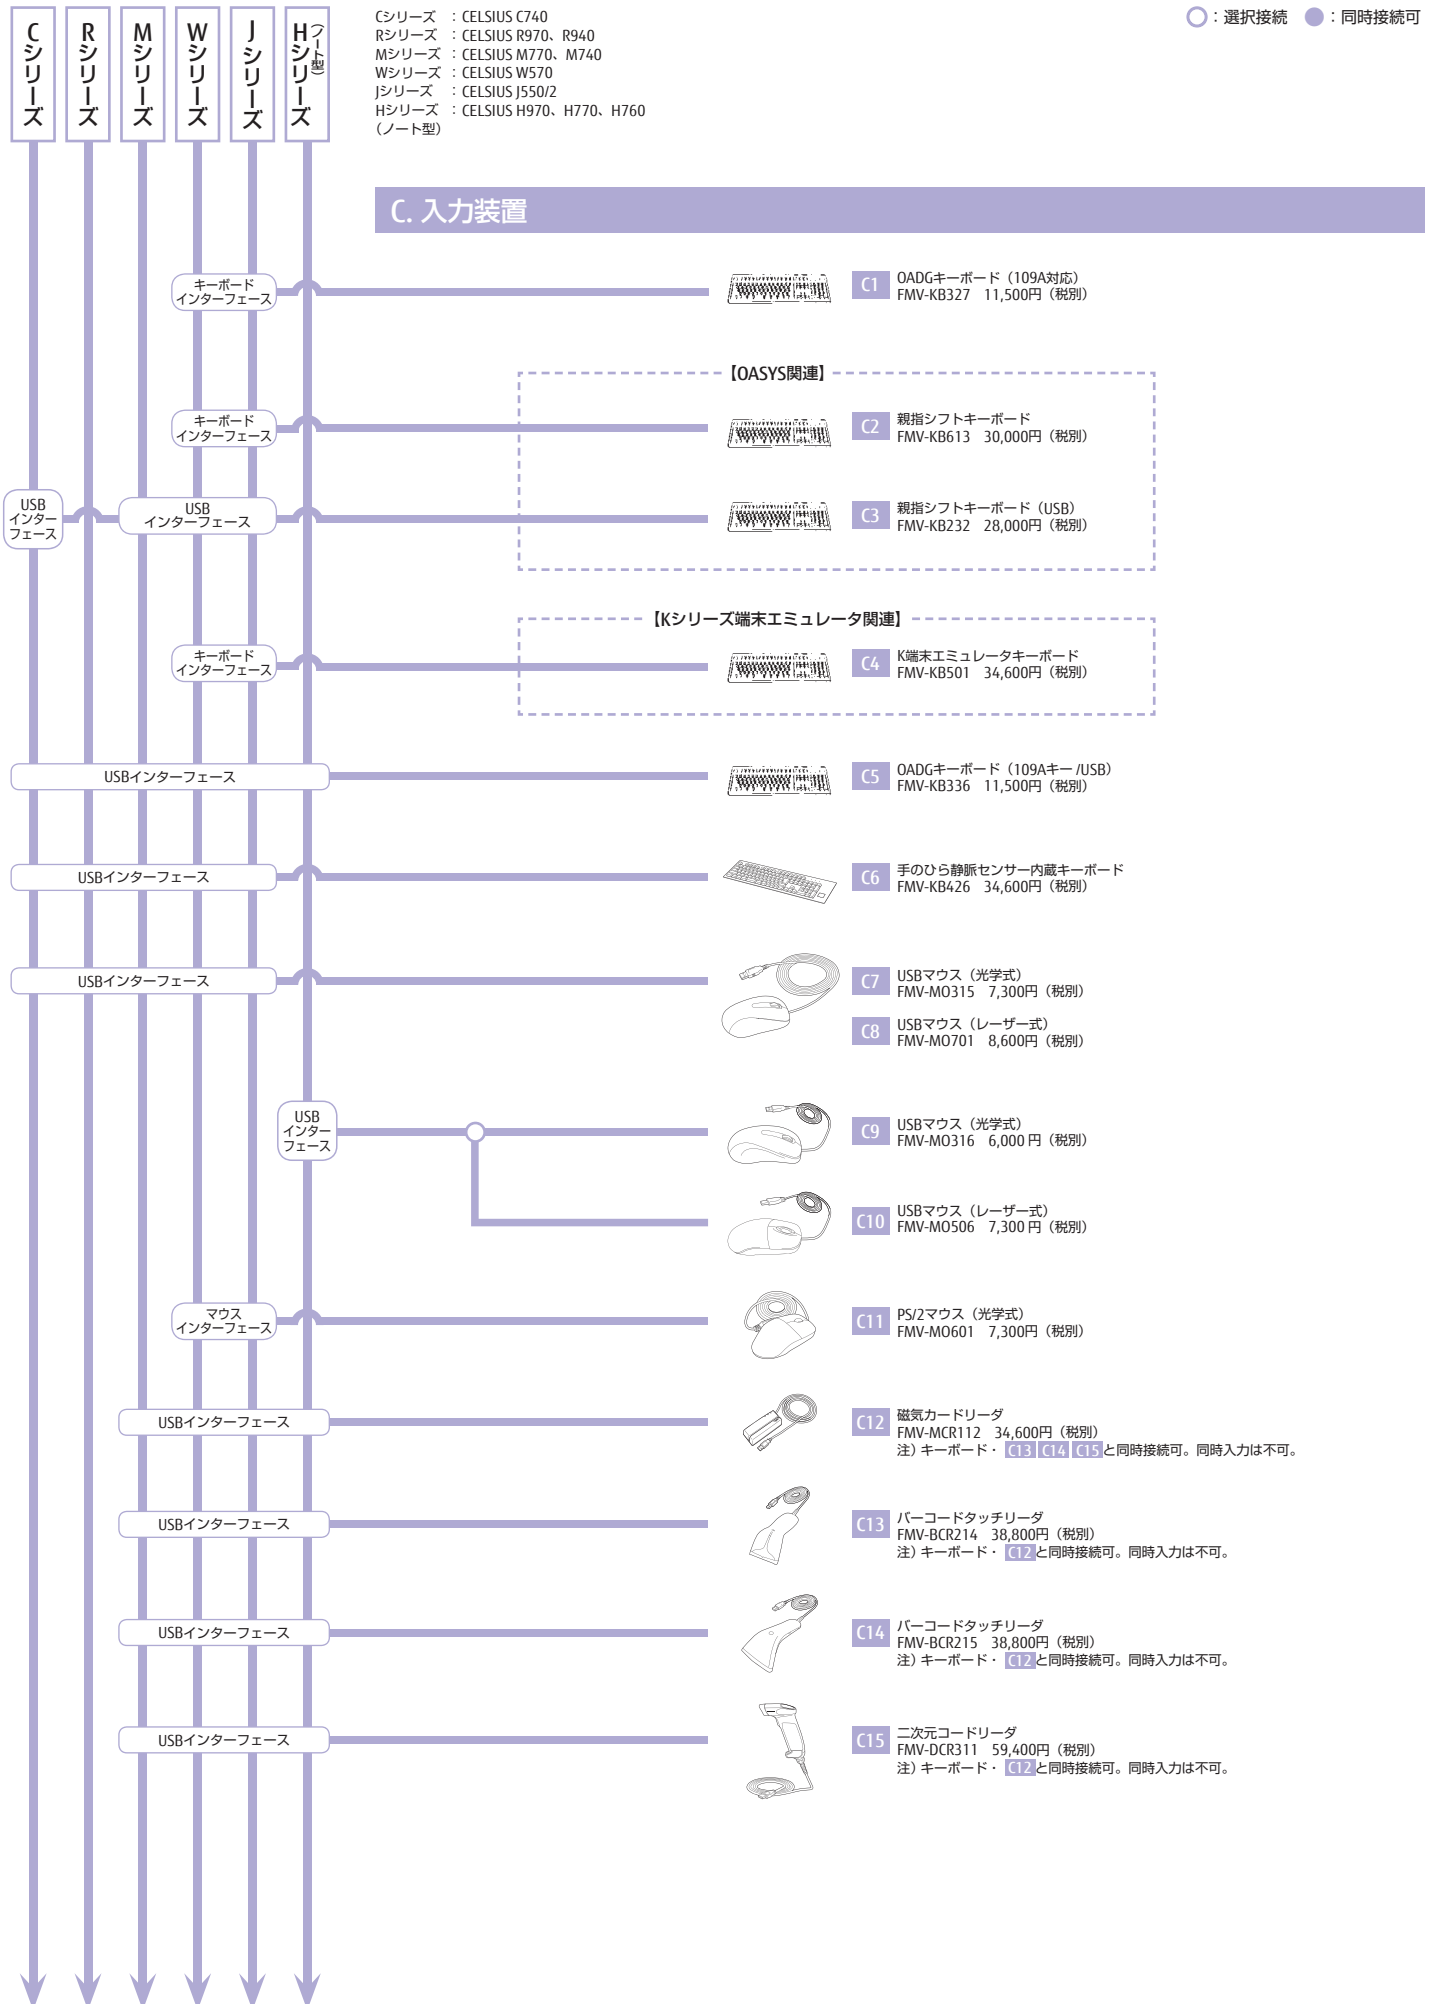 Cシリーズ
Rシリーズ
Mシリーズ
Wシリーズ
Jシリーズ
Hシリーズ（ノート型）
Cシリーズ ：CELSIUS C740
Rシリーズ ：CELSIUS R970、R940
Mシリーズ ：CELSIUS M770、M740
Wシリーズ ：CELSIUS W570
Jシリーズ ：CELSIUS J550/2
Hシリーズ ：CELSIUS H970、H770、H760
（ノート型）
○：選択接続 ●：同時接続可
C. 入力装置
キーボード
インターフェース
C1 OADGキーボード（109A対応）
FMV-KB327 11,500円（税別）
【OASYS関連】
キーボード
インターフェース
C2 親指シフトキーボード
FMV-KB613 30,000円（税別）
USB
インター
フェース
USB
インターフェース
C3 親指シフトキーボード（USB）
FMV-KB232 28,000円（税別）
【Kシリーズ端末エミュレータ関連】
キーボード
インターフェース
C4 K端末エミュレータキーボード
FMV-KB501 34,600円（税別）
USBインターフェース
C5 OADGキーボード（109Aキー/USB）
FMV-KB336 11,500円（税別）
USBインターフェース
C6 手のひら静脈センサー内蔵キーボード
FMV-KB426 34,600円（税別）
USBインターフェース
C7 USBマウス（光学式）
FMV-MO315 7,300円（税別）
C8 USBマウス（レーザー式）
FMV-MO701 8,600円（税別）
USB
インター
フェース
C9 USBマウス（光学式）
FMV-MO316 6,000 円（税別）
C10 USBマウス（レーザー式）
FMV-MO506 7,300 円（税別）
マウス
インターフェース
C11 PS/2マウス（光学式）
FMV-MO601 7,300円（税別）
USBインターフェース
C12 磁気カードリーダ
FMV-MCR112 34,600円（税別）
注）キーボード・ C13 C14 C15 と同時接続可。同時入力は不可。
USBインターフェース
C13 バーコードタッチリーダ
FMV-BCR214 38,800円（税別）
注）キーボード・ C12 と同時接続可。同時入力は不可。
USBインターフェース
C14 バーコードタッチリーダ
FMV-BCR215 38,800円（税別）
注）キーボード・ C12 と同時接続可。同時入力は不可。
USBインターフェース
C15 二次元コードリーダ
FMV-DCR311 59,400円（税別）
注）キーボード・ C12 と同時接続可。同時入力は不可。